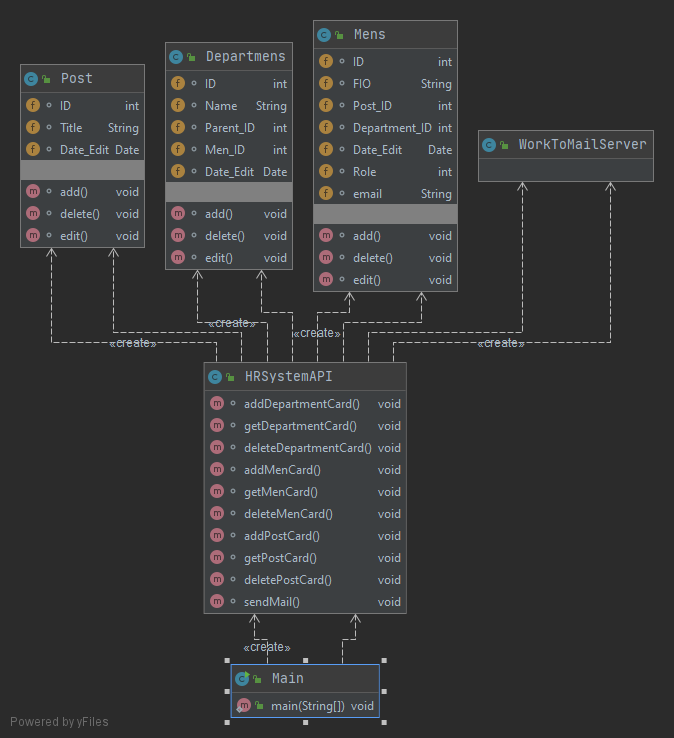 Post
ID int
Title String
Date_Edit Date
add() void
delete() void
edit() void
Departmens
ID int
Name String
Parent_ID int
Men_ID int
Date_Edit Date
add() void
delete() void
edit() void
Mens
ID int
FIO String
Post_ID int
Department_ID int
Date_Edit Date
Role int
email String
add() void
delete() void
edit() void
WorkToMailServer
«create»
«create»
«create»
«create»
HRSystemAPI
addDepartmentCard() void
getDepartmentCard() void
deleteDepartmentCard() void
addMenCard() void
getMenCard() void
deleteMenCard() void
addPostCard() void
getPostCard() void
deletePostCard() void
sendMail() void
«create»
Main
main(String[]) void
Powered by yFiles